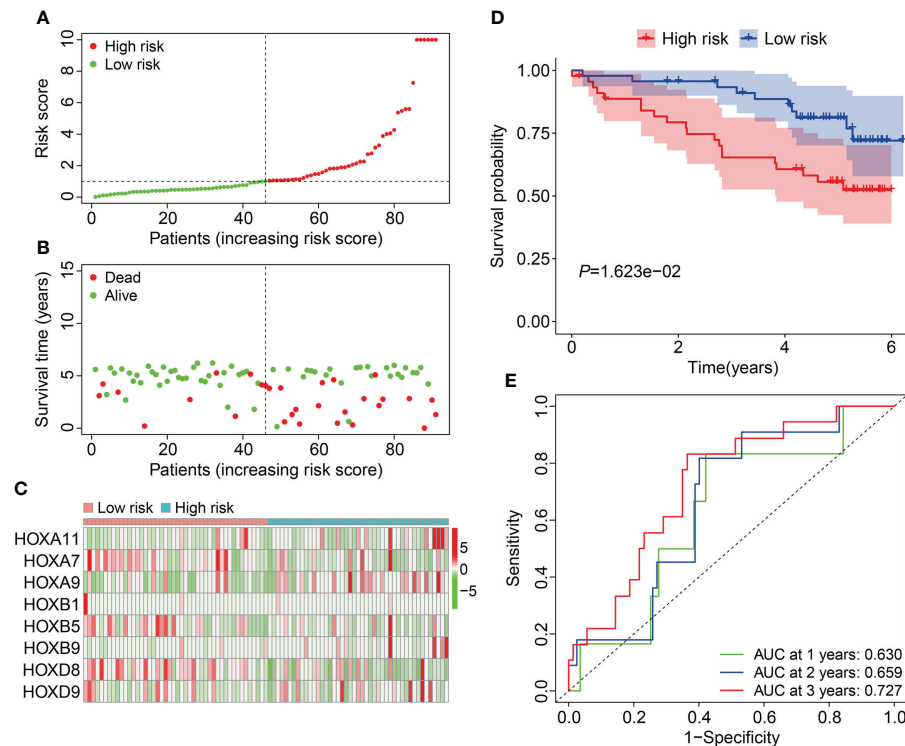 A
High risk
Low risk
Risk score
10
8
6
4
2
0
0 20 40 60 80
Patients (increasing risk score)
B
Dead
Alive
Survival time (years)
15
10
5
0
0 20 40 60 80
Patients (increasing risk score)
C
Low risk High risk
HOXA11
HOXA7
HOXA9
HOXB1
HOXB5
HOXB9
HOXD8
HOXD9
5
0
−5
D
High risk Low risk
Survival probability
1.00
0.75
0.50
0.25
0.00
P=1.623e−02
0 2 4 6
Time(years)
E
Sensitivity
1.0
0.8
0.6
0.4
0.2
0.0
AUC at 1 years: 0.630
AUC at 2 years: 0.659
AUC at 3 years: 0.727
0.0 0.2 0.4 0.6 0.8 1.0
1−Specificity